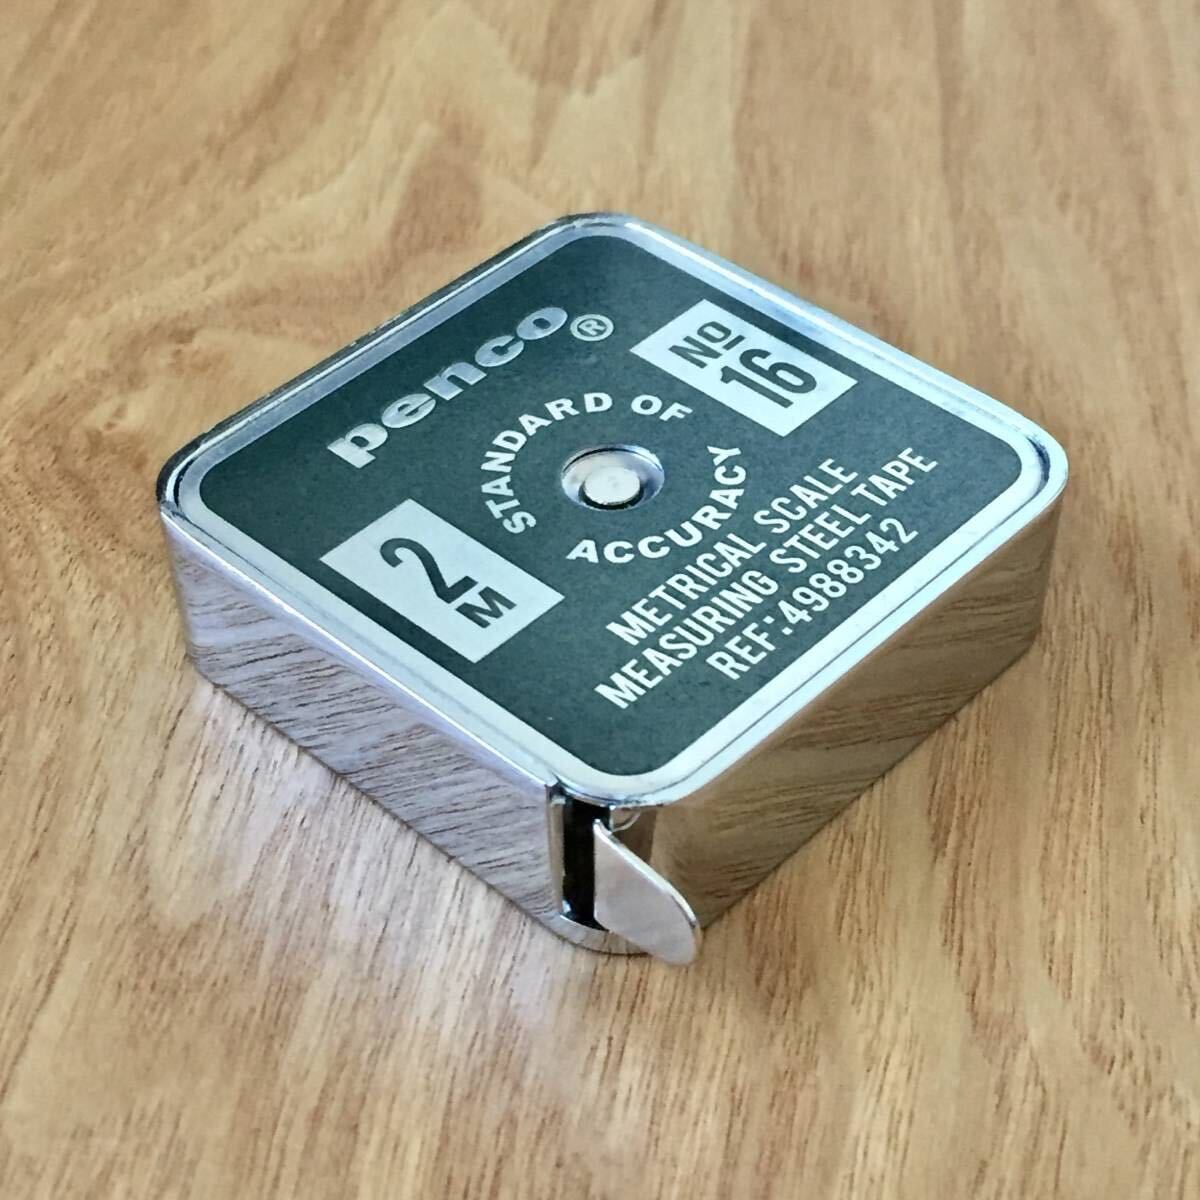 penco®
No 16
STANDARD OF
ACCURACY
2 M
METRICAL SCALE
MEASURING STEEL TAPE
REF:.4988342